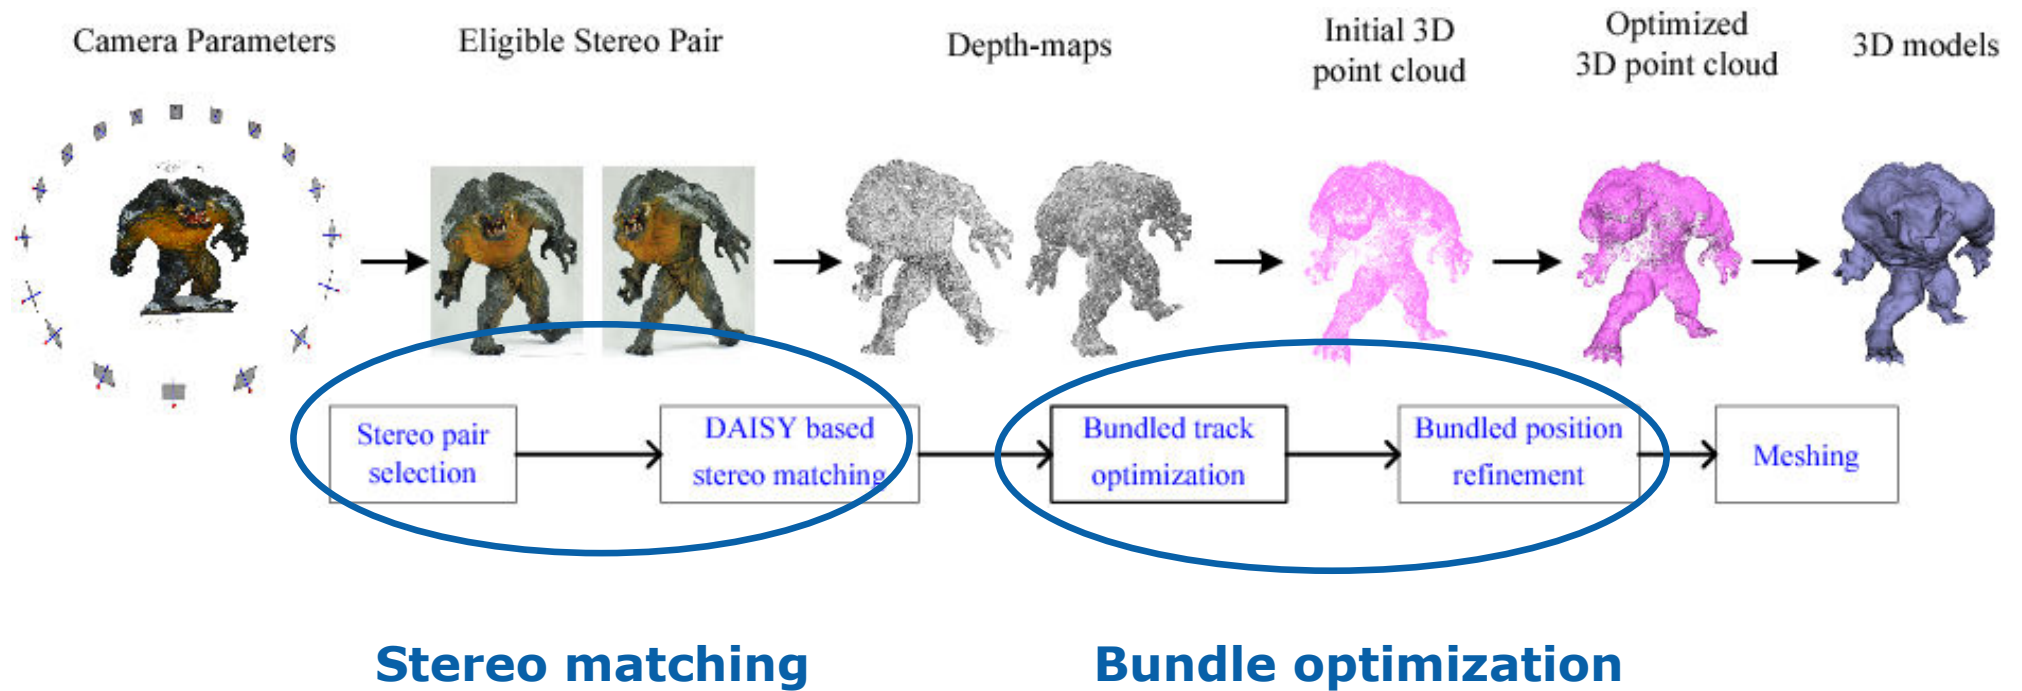 Camera Parameters
Eligible Stereo Pair
Depth-maps
Initial 3D
point cloud
Optimized
3D point cloud
3D models
Stereo pair
selection
DAISY based
stereo matching
Bundled track
optimization
Bundled position
refinement
Meshing
Stereo matching
Bundle optimization